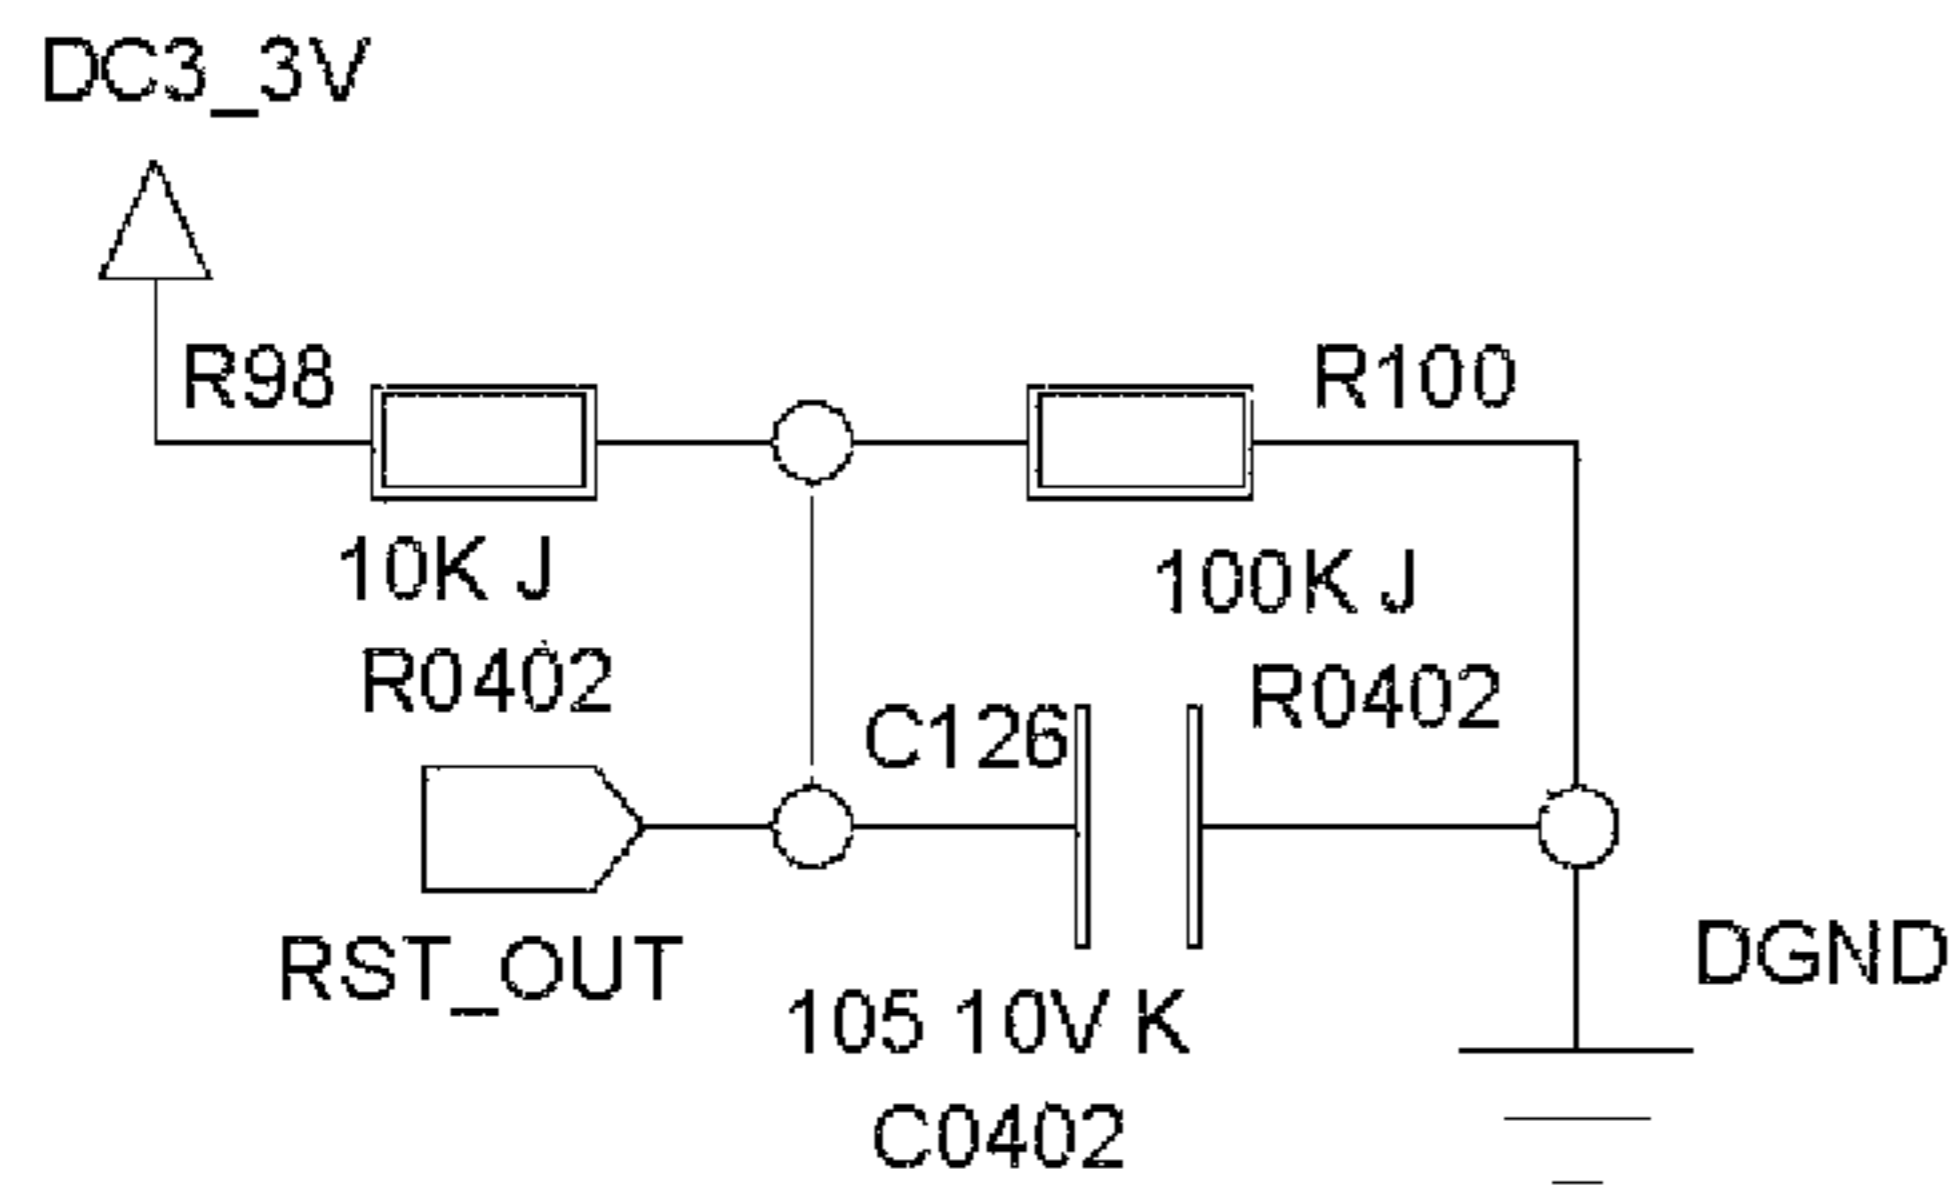 DC3_3V
R98
R100
10K J
100K J
R0402
R0402
C126
RST_OUT
DGND
105 10V K
C0402